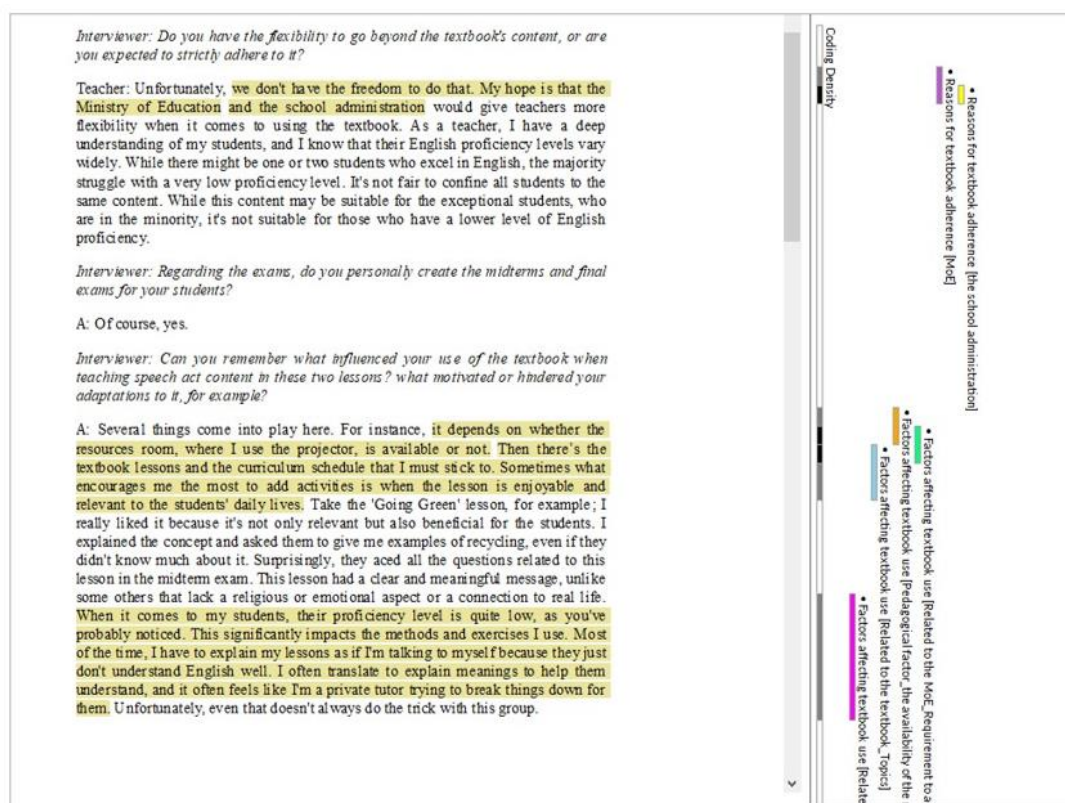 Interviewer: Do you have the flexibility to go beyond the textbook's content, or are
you expected to strictly adhere to it?
Teacher: Unfortunately, we don't have the freedom to do that. My hope is that the
Ministry of Education and the school administration would give teachers more
flexibility when it comes to using the textbook. As a teacher, I have a deep
understanding of my students, and I know that their English proficiency levels vary
widely. While there might be one or two students who excel in English, the majority
struggle with a very low proficiency level. It's not fair to confine all students to the
same content. While this content may be suitable for the exceptional students, who
are in the minority, it's not suitable for those who have a lower level of English
proficiency.
Interviewer: Regarding the exams, do you personally create the midterms and final
exams for your students?
A: Of course, yes.
Interviewer: Can you remember what influenced your use of the textbook when
teaching speech act content in these two lessons? what motivated or hindered your
adaptations to it, for example?
A: Several things come into play here. For instance, it depends on whether the
resources room, where I use the projector, is available or not. Then there's the
textbook lessons and the curriculum schedule that I must stick to. Sometimes what
encourages me the most to add activities is when the lesson is enjoyable and
relevant to the students' daily lives. Take the 'Going Green' lesson, for example; I
really liked it because it's not only relevant but also beneficial for the students. I
explained the concept and asked them to give me examples of recycling, even if they
didn't know much about it. Surprisingly, they aced all the questions related to this
lesson in the midterm exam. This lesson had a clear and meaningful message, unlike
some others that lack a religious or emotional aspect or a connection to real life.
When it comes to my students, their proficiency level is quite low, as you've
probably noticed. This significantly impacts the methods and exercises I use. Most
of the time, I have to explain my lessons as if I'm talking to myself because they just
don't understand English well. I often translate to explain meanings to help them
understand, and it often feels like I'm a private tutor trying to break things down for
them. Unfortunately, even that doesn't always do the trick with this group.
Coding Density
• Reasons for textbook adherence [the school administration]
• Reasons for textbook adherence [MoE]
• Factors affecting textbook use [Related to the MoE_Requirement to a
• Factors affecting textbook use [Pedagogical factor_the availability of the
• Factors affecting textbook use [Related to the textbook_Topics]
• Factors affecting textbook use [Relate